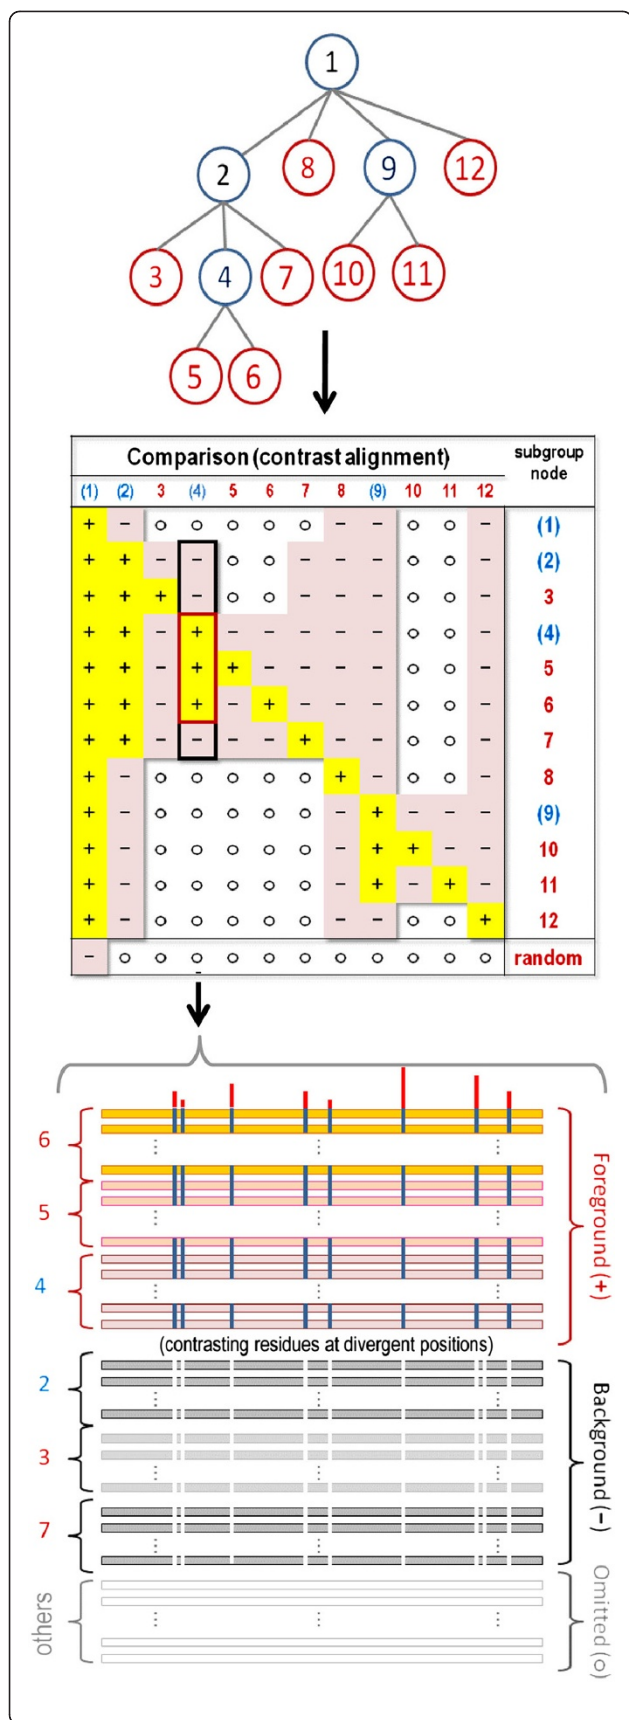 1
2 8 9 12
3 4 7 10 11
5 6
Comparison (contrast alignment) subgroup node
(1) (2) 3 (4) 5 6 7 8 (9) 10 11 12
+ − o o o o o − − o o − (1)
+ + − − o o − − − o o − (2)
+ + + − o o − − − o o − 3
+ + − + − − − − − o o − (4)
+ + − + + − − − − o o − 5
+ + − + − + − − − o o − 6
+ + − − − − + − − o o − 7
+ − o o o o o + − o o − 8
+ − o o o o o − + − − − (9)
+ − o o o o o − + + − − 10
+ − o o o o o − + − + − 11
+ − o o o o o − − o o + 12
− o o o o o o o o o o o random
6
5
4
Foreground (+)
(contrasting residues at divergent positions)
2
3
7
Background (−)
others
Omitted (o)